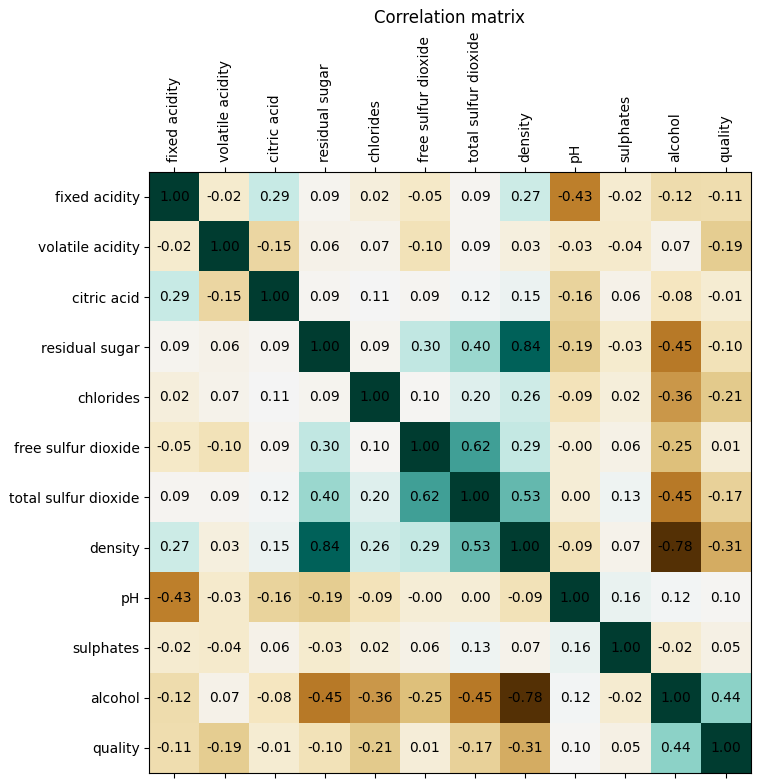 Correlation matrix
fixed acidity volatile acidity citric acid residual sugar chlorides free sulfur dioxide total sulfur dioxide density pH sulphates alcohol quality
fixed acidity 1.00 -0.02 0.29 0.09 0.02 -0.05 0.09 0.27 -0.43 -0.02 -0.12 -0.11
volatile acidity -0.02 1.00 -0.15 0.06 0.07 -0.10 0.09 0.03 -0.03 -0.04 0.07 -0.19
citric acid 0.29 -0.15 1.00 0.09 0.11 0.09 0.12 0.15 -0.16 0.06 -0.08 -0.01
residual sugar 0.09 0.06 0.09 1.00 0.09 0.30 0.40 0.84 -0.19 -0.03 -0.45 -0.10
chlorides 0.02 0.07 0.11 0.09 1.00 0.10 0.20 0.26 -0.09 0.02 -0.36 -0.21
free sulfur dioxide -0.05 -0.10 0.09 0.30 0.10 1.00 0.62 0.29 -0.00 0.06 -0.25 0.01
total sulfur dioxide 0.09 0.09 0.12 0.40 0.20 0.62 1.00 0.53 0.00 0.13 -0.45 -0.17
density 0.27 0.03 0.15 0.84 0.26 0.29 0.53 1.00 -0.09 0.07 -0.78 -0.31
pH -0.43 -0.03 -0.16 -0.19 -0.09 -0.00 0.00 -0.09 1.00 0.16 0.12 0.10
sulphates -0.02 -0.04 0.06 -0.03 0.02 0.06 0.13 0.07 0.16 1.00 -0.02 0.05
alcohol -0.12 0.07 -0.08 -0.45 -0.36 -0.25 -0.45 -0.78 0.12 -0.02 1.00 0.44
quality -0.11 -0.19 -0.01 -0.10 -0.21 0.01 -0.17 -0.31 0.10 0.05 0.44 1.00